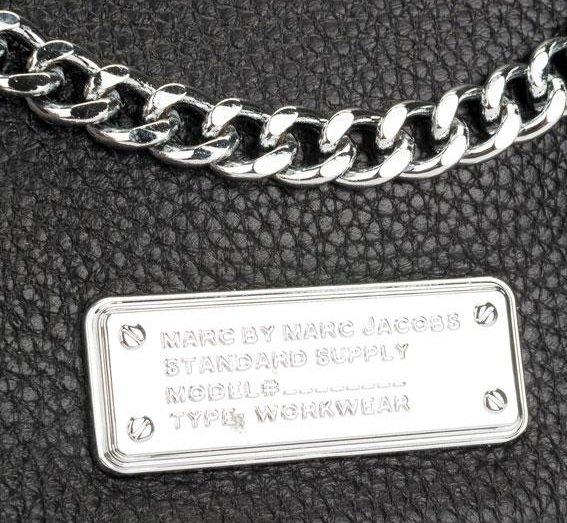 MARC BY MARC JACOBS
STANDARD SUPPLY
MODEL#________
TYPE: WORKWEAR